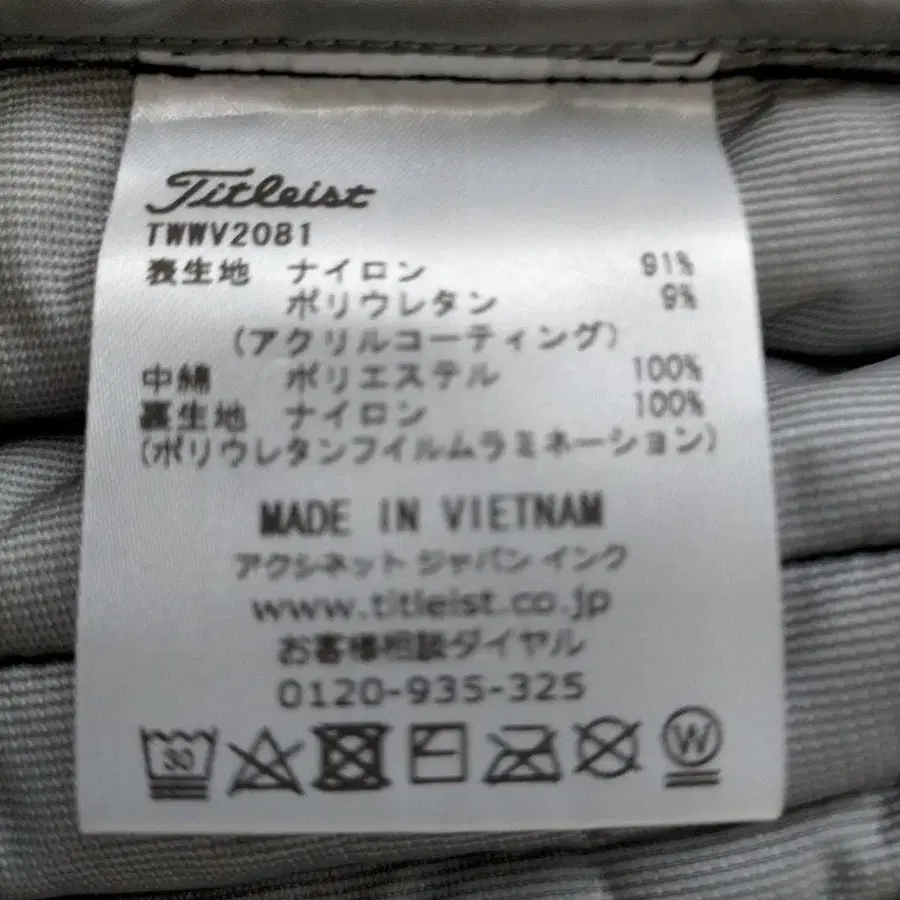 Titleist
TWWV2081
表生地 ナイロン 91%
ポリウレタン 9%
(アクリルコーティング)
中綿 ポリエステル 100%
裏生地 ナイロン 100%
(ポリウレタンフイルムラミネーション)
MADE IN VIETNAM
アクシネット ジャパン インク
www.titleist.co.jp
お客様相談ダイヤル
0120-935-325
30
W